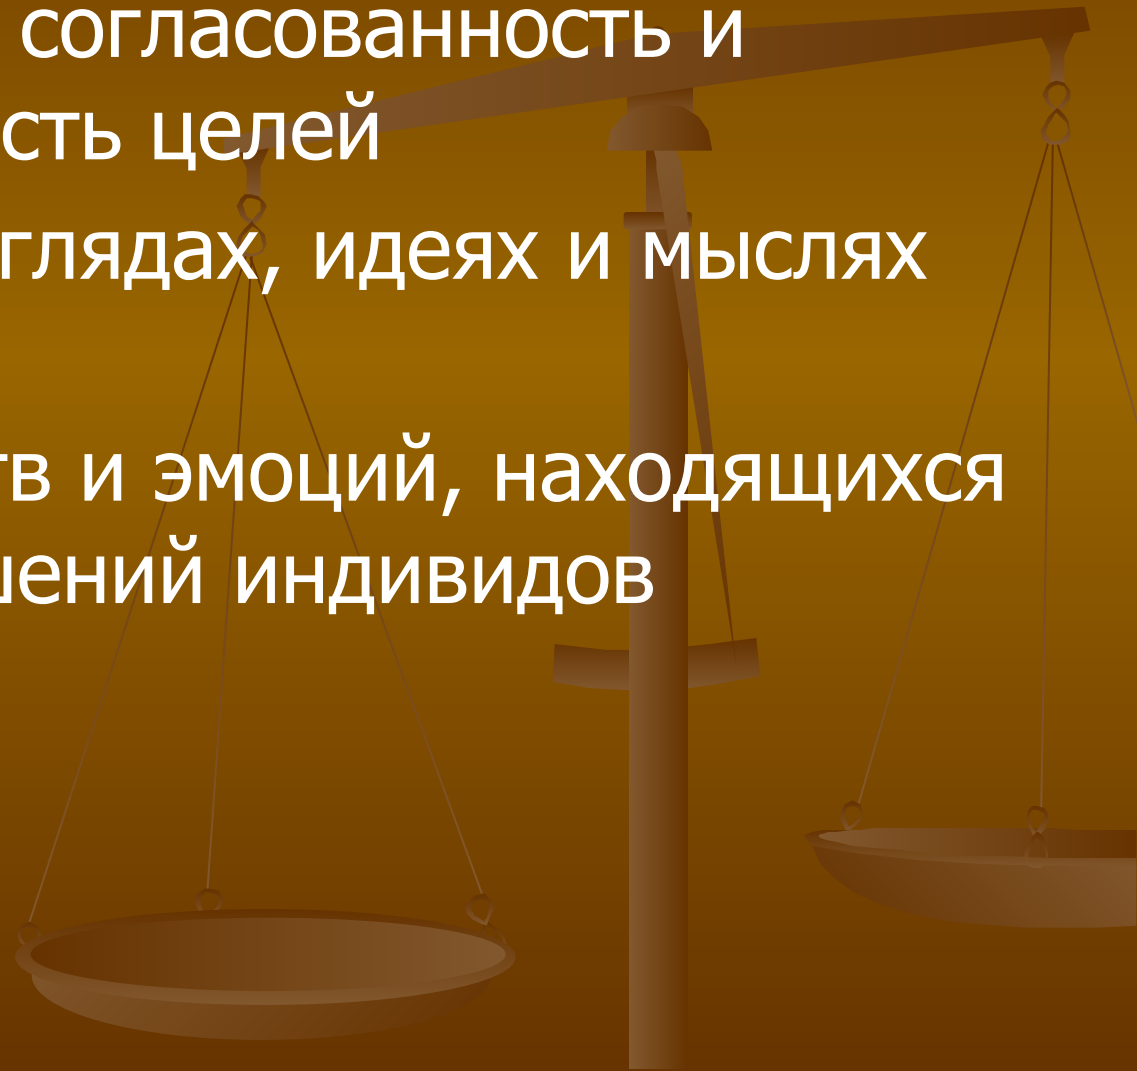 согласованность и
сть целей
глядах, идеях и мыслях
тв и эмоций, находящихся
шений индивидов